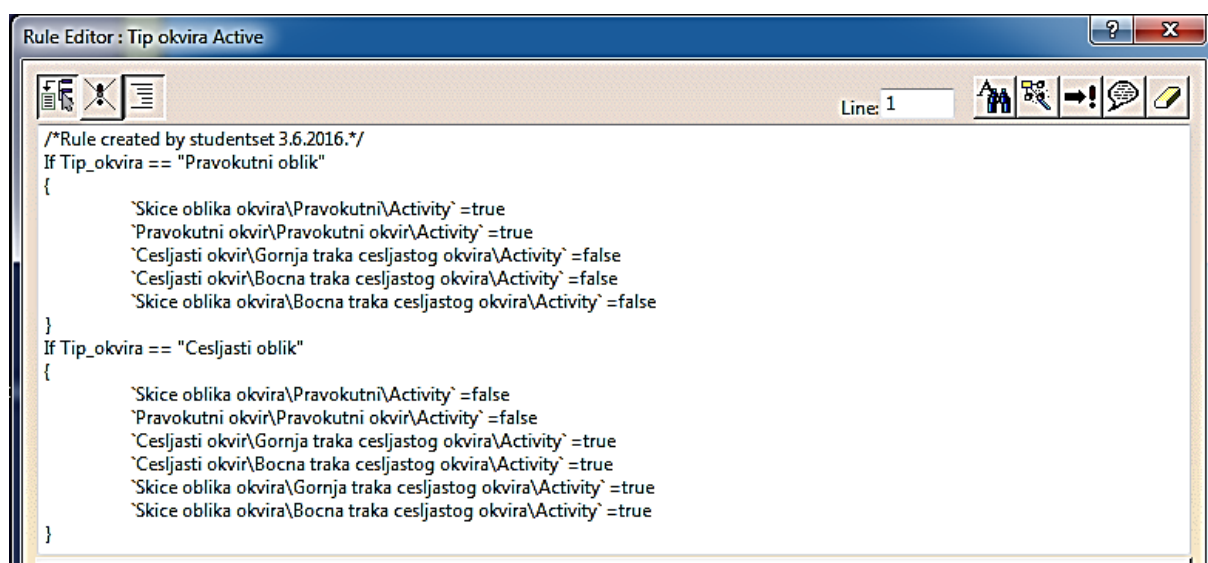 Rule Editor : Tip okvira Active
Line: 1
/*Rule created by studentset 3.6.2016.*/
If Tip_okvira == "Pravokutni oblik"
{
`Skice oblika okvira\Pravokutni\Activity` =true
`Pravokutni okvir\Pravokutni okvir\Activity` =true
`Cesljasti okvir\Gornja traka cesljastog okvira\Activity` =false
`Cesljasti okvir\Bocna traka cesljastog okvira\Activity` =false
`Skice oblika okvira\Bocna traka cesljastog okvira\Activity` =false
}
If Tip_okvira == "Cesljasti oblik"
{
`Skice oblika okvira\Pravokutni\Activity` =false
`Pravokutni okvir\Pravokutni okvir\Activity` =false
`Cesljasti okvir\Gornja traka cesljastog okvira\Activity` =true
`Cesljasti okvir\Bocna traka cesljastog okvira\Activity` =true
`Skice oblika okvira\Gornja traka cesljastog okvira\Activity` =true
`Skice oblika okvira\Bocna traka cesljastog okvira\Activity` =true
}